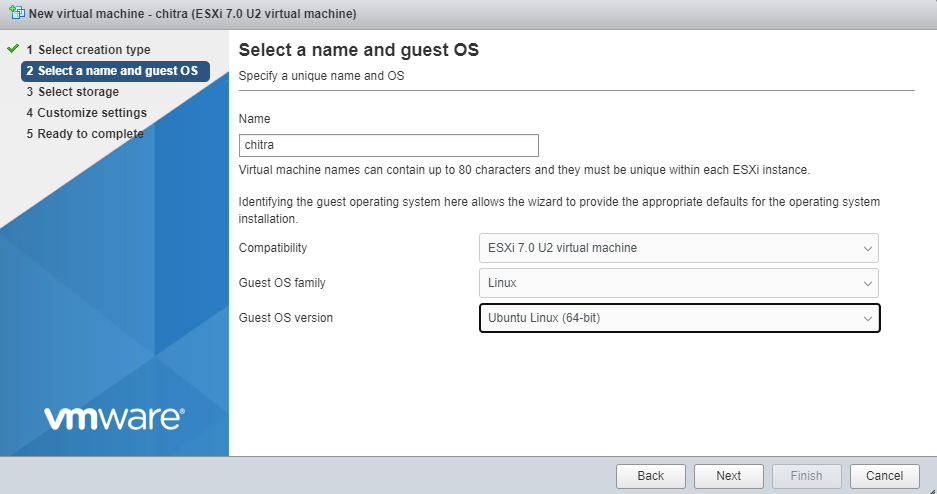 New virtual machine - chitra (ESXi 7.0 U2 virtual machine)
1 Select creation type
2 Select a name and guest OS
3 Select storage
4 Customize settings
5 Ready to complete
vmware®
Select a name and guest OS
Specify a unique name and OS
Name
chitra
Virtual machine names can contain up to 80 characters and they must be unique within each ESXi instance.
Identifying the guest operating system here allows the wizard to provide the appropriate defaults for the operating system
installation.
Compatibility ESXi 7.0 U2 virtual machine
Guest OS family Linux
Guest OS version Ubuntu Linux (64-bit)
Back Next Finish Cancel